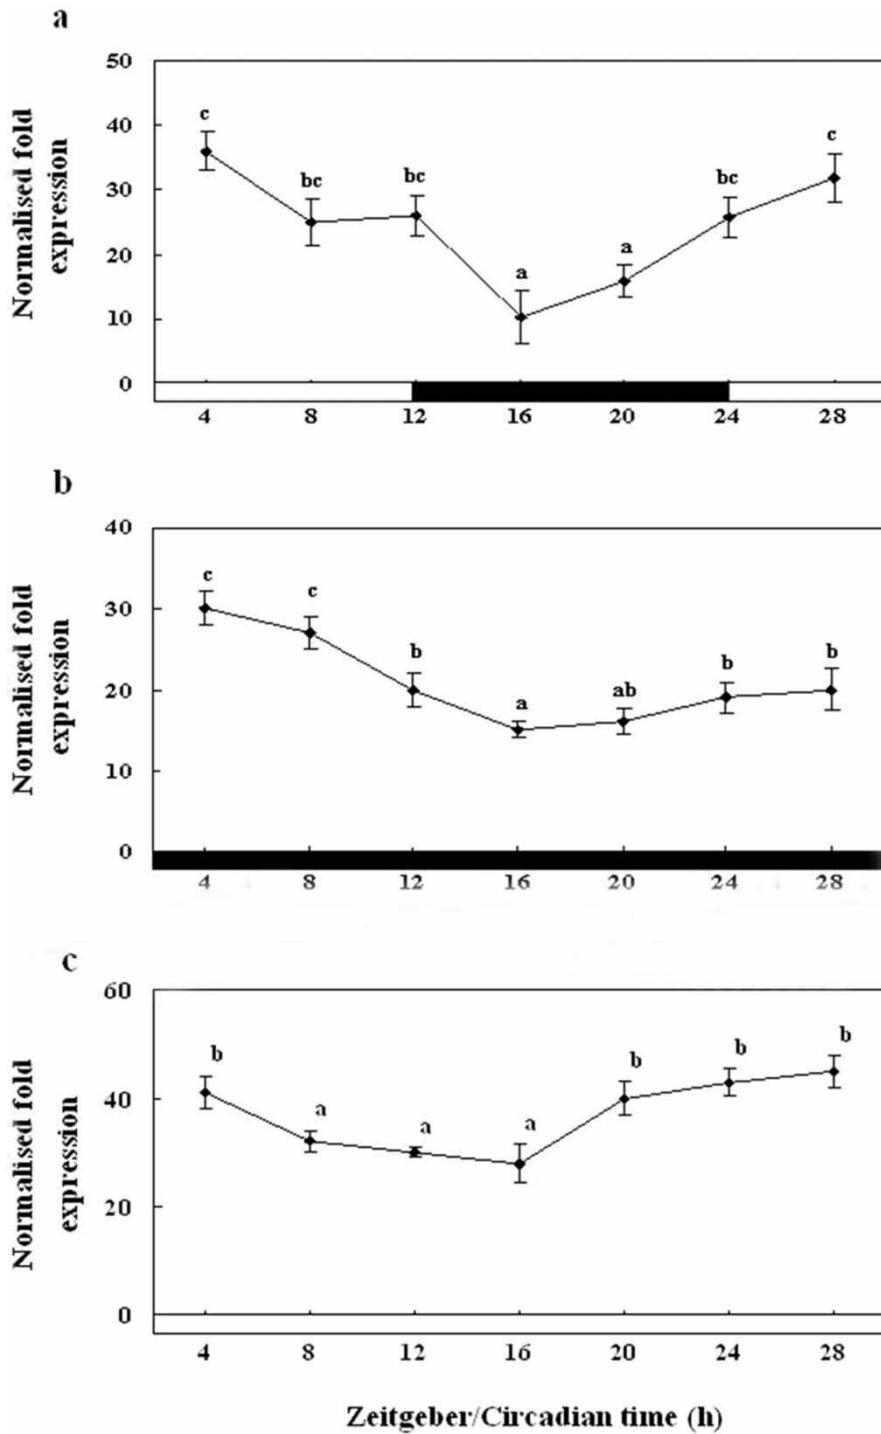 a
Normalised fold
expression
50
40
30
20
10
0
c
bc
bc
a
a
bc
c
4 8 12 16 20 24 28
b
Normalised fold
expression
40
30
20
10
0
c
c
b
a
ab
b
b
4 8 12 16 20 24 28
c
Normalised fold
expression
60
40
20
0
b
a
a
a
b
b
b
4 8 12 16 20 24 28
Zeitgeber/Circadian time (h)